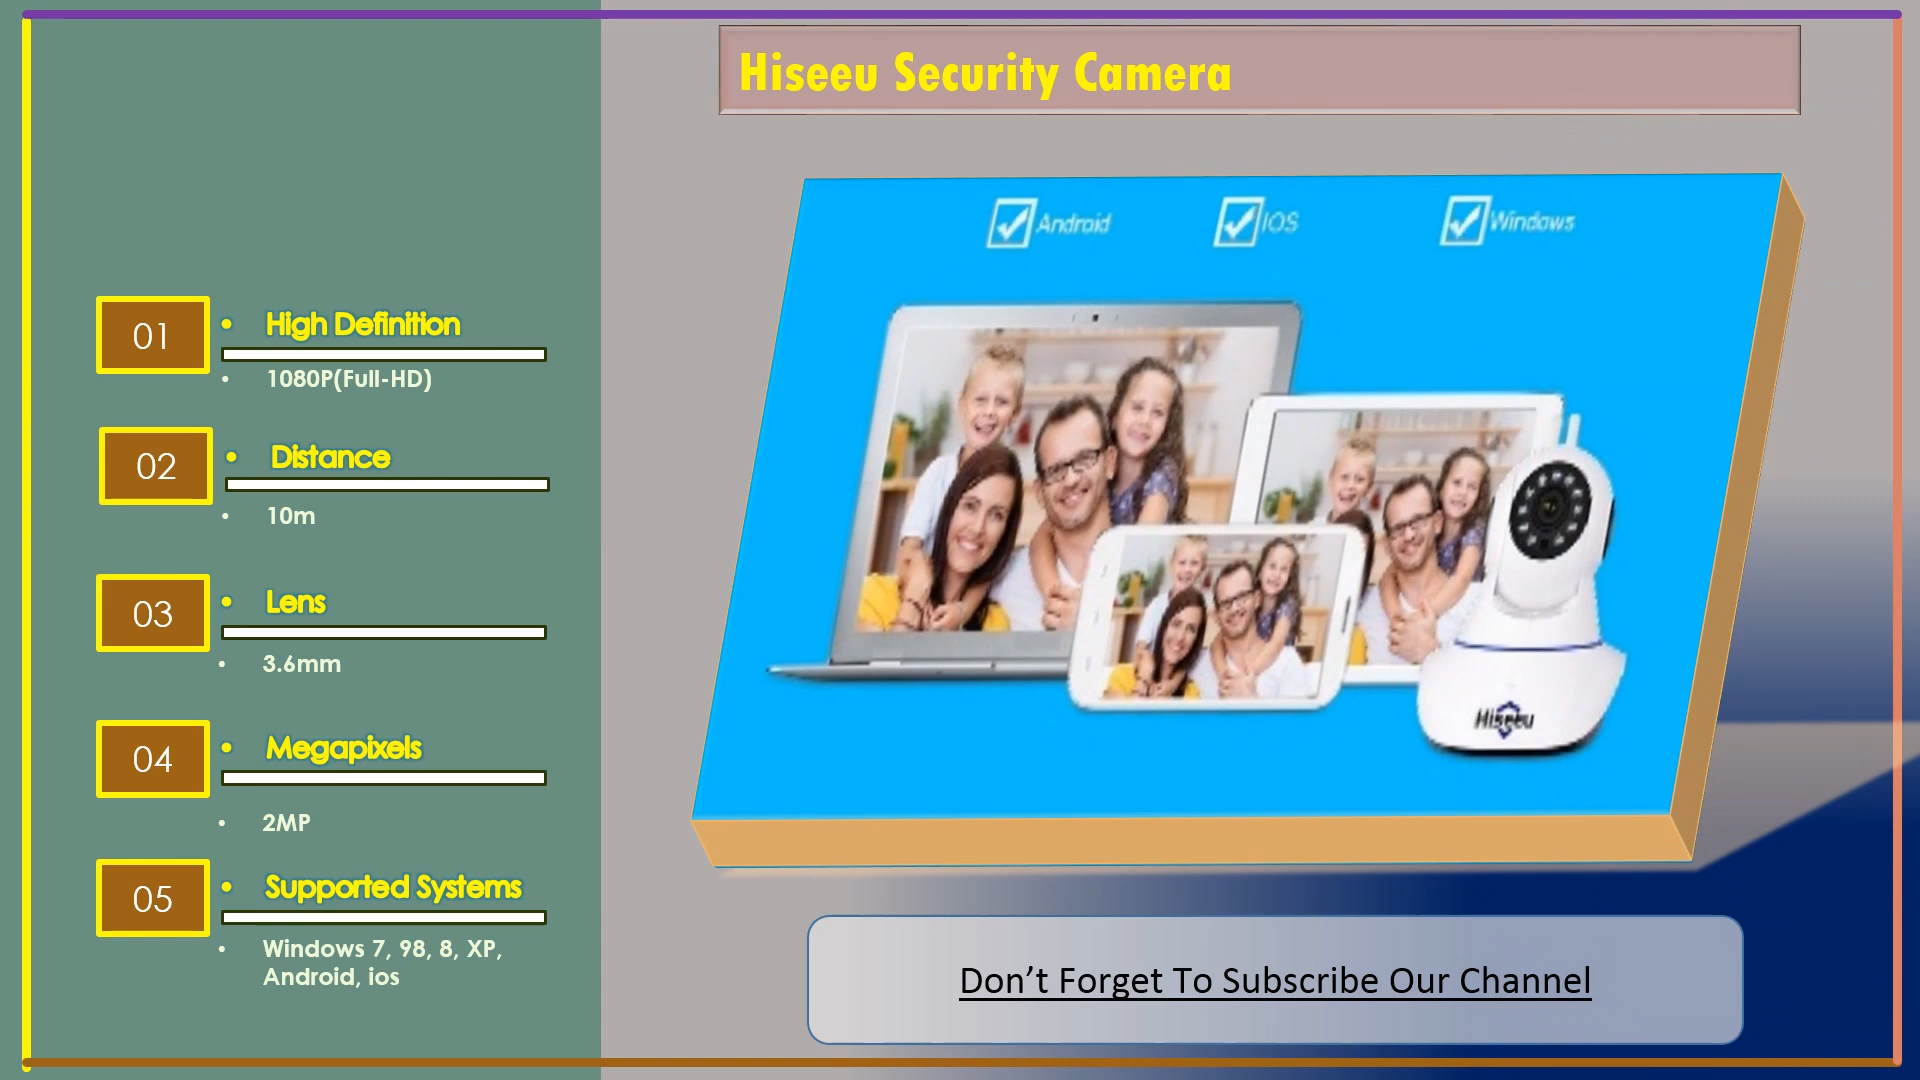 Hiseeu Security Camera
01
• High Definition
• 1080P(Full-HD)
02
• Distance
• 10m
03
• Lens
• 3.6mm
04
• Megapixels
• 2MP
05
• Supported Systems
• Windows 7, 98, 8, XP,
Android, ios
Android
IOS
Windows
Hiseeu
Don’t Forget To Subscribe Our Channel